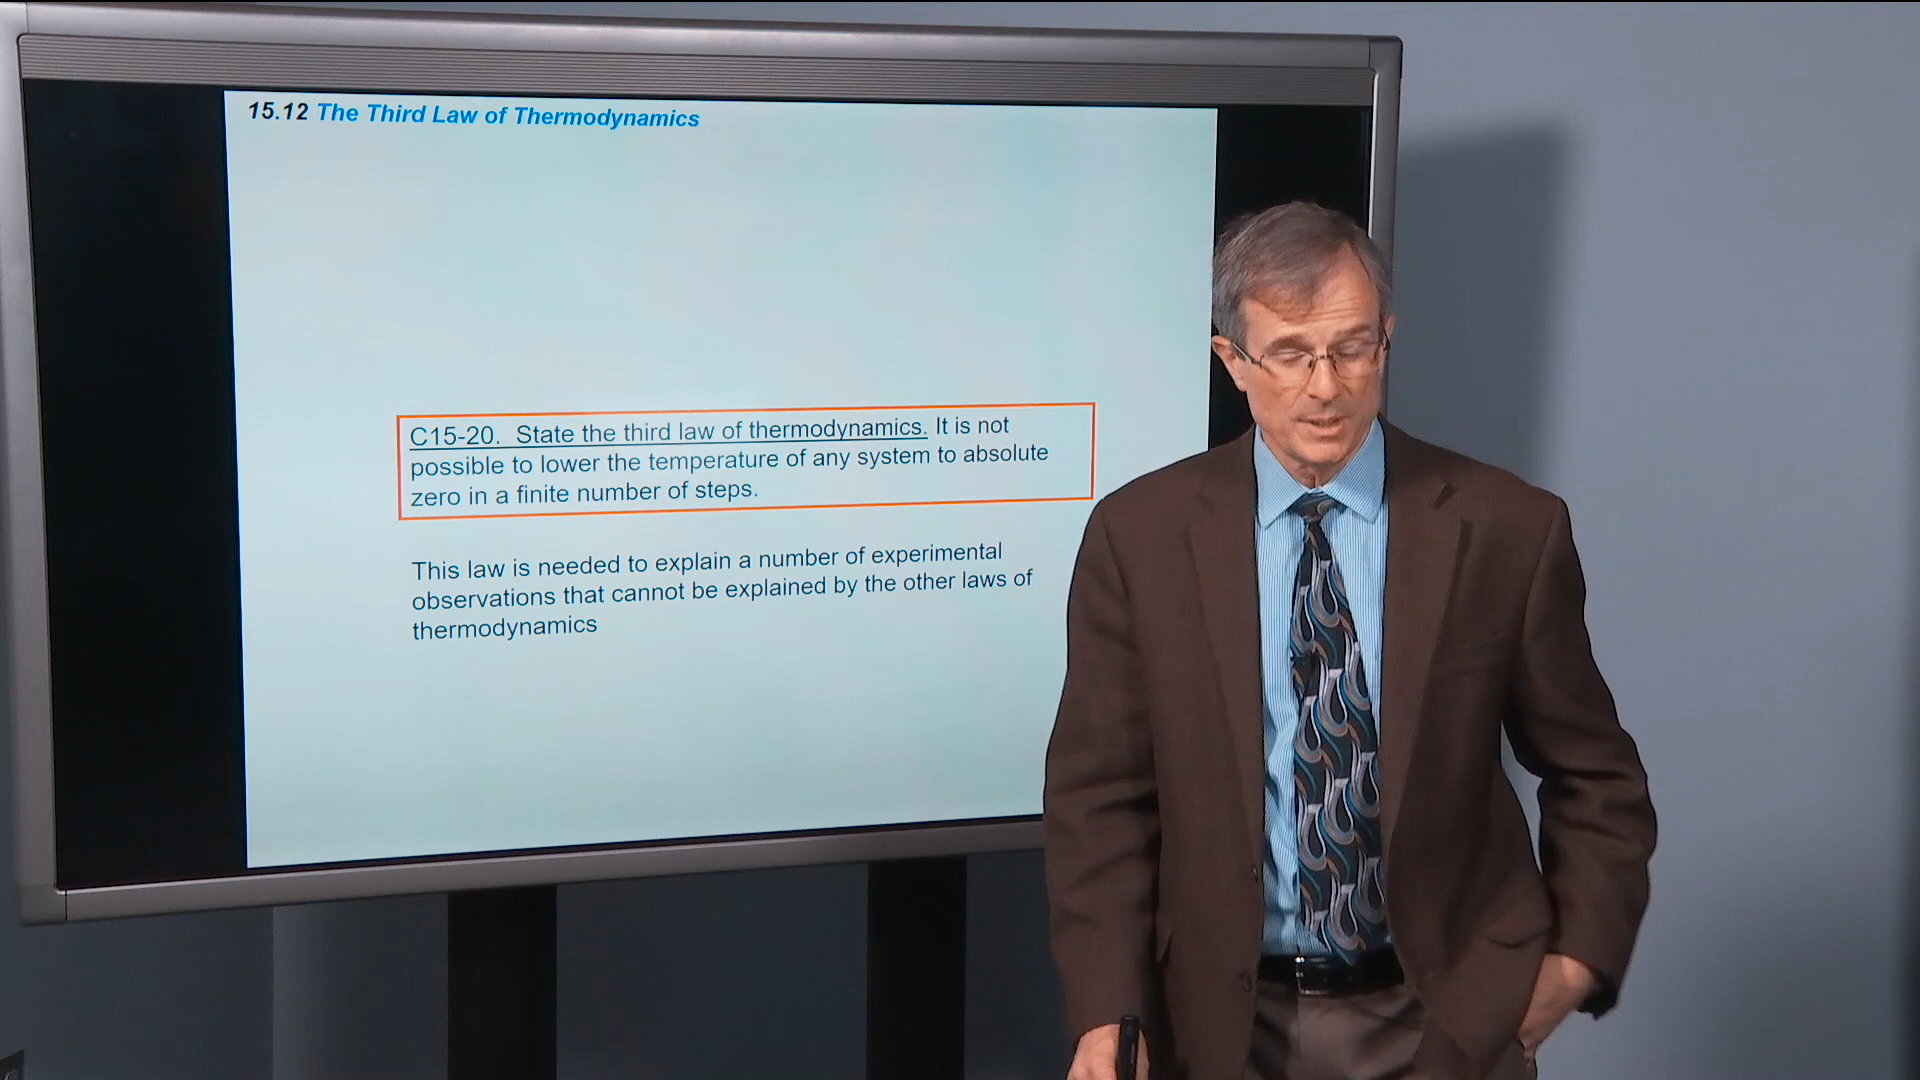 15.12 The Third Law of Thermodynamics
C15-20. State the third law of thermodynamics. It is not
possible to lower the temperature of any system to absolute
zero in a finite number of steps.
This law is needed to explain a number of experimental
observations that cannot be explained by the other laws of
thermodynamics